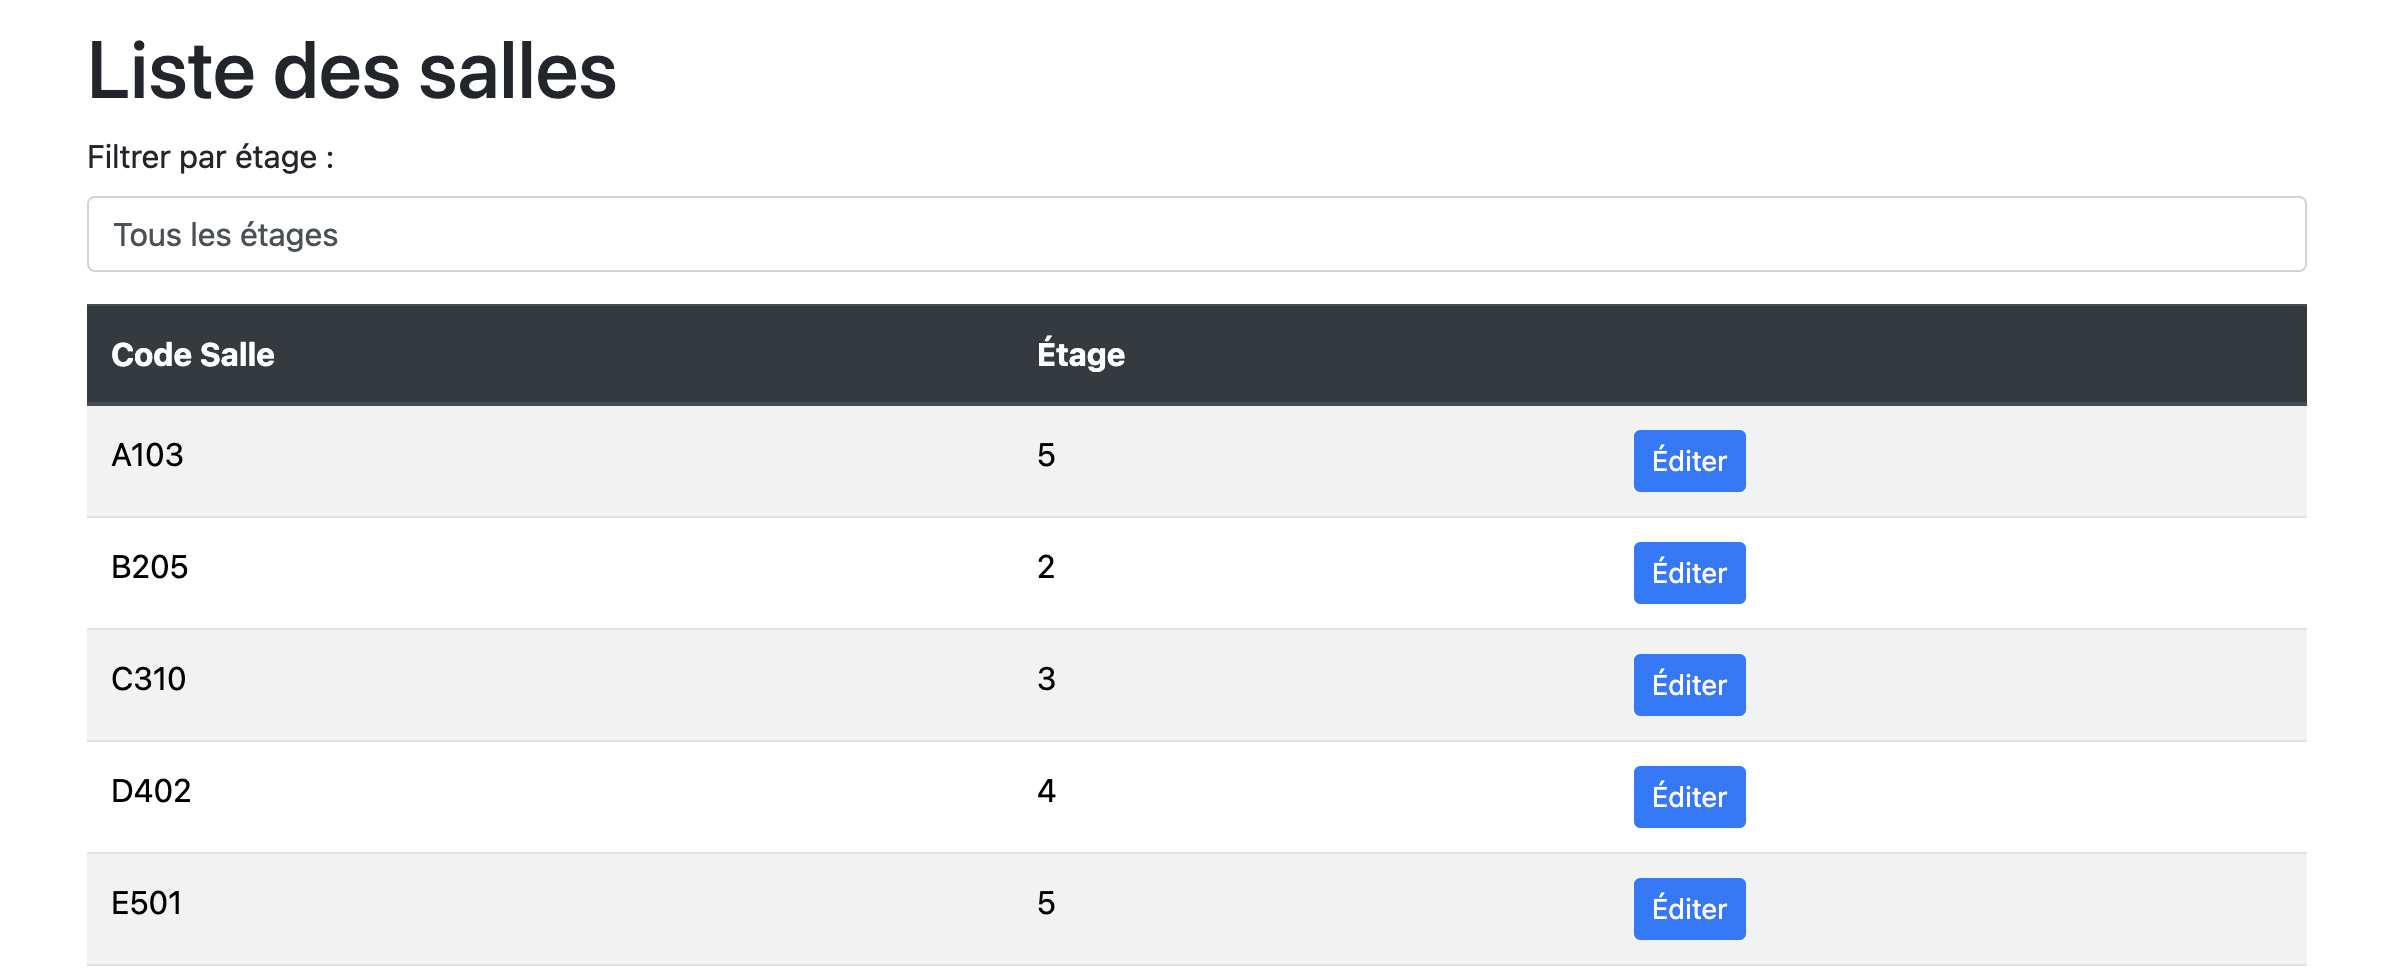 Liste des salles
Filtrer par étage :
Tous les étages
Code Salle Étage
A103 5 Éditer
B205 2 Éditer
C310 3 Éditer
D402 4 Éditer
E501 5 Éditer